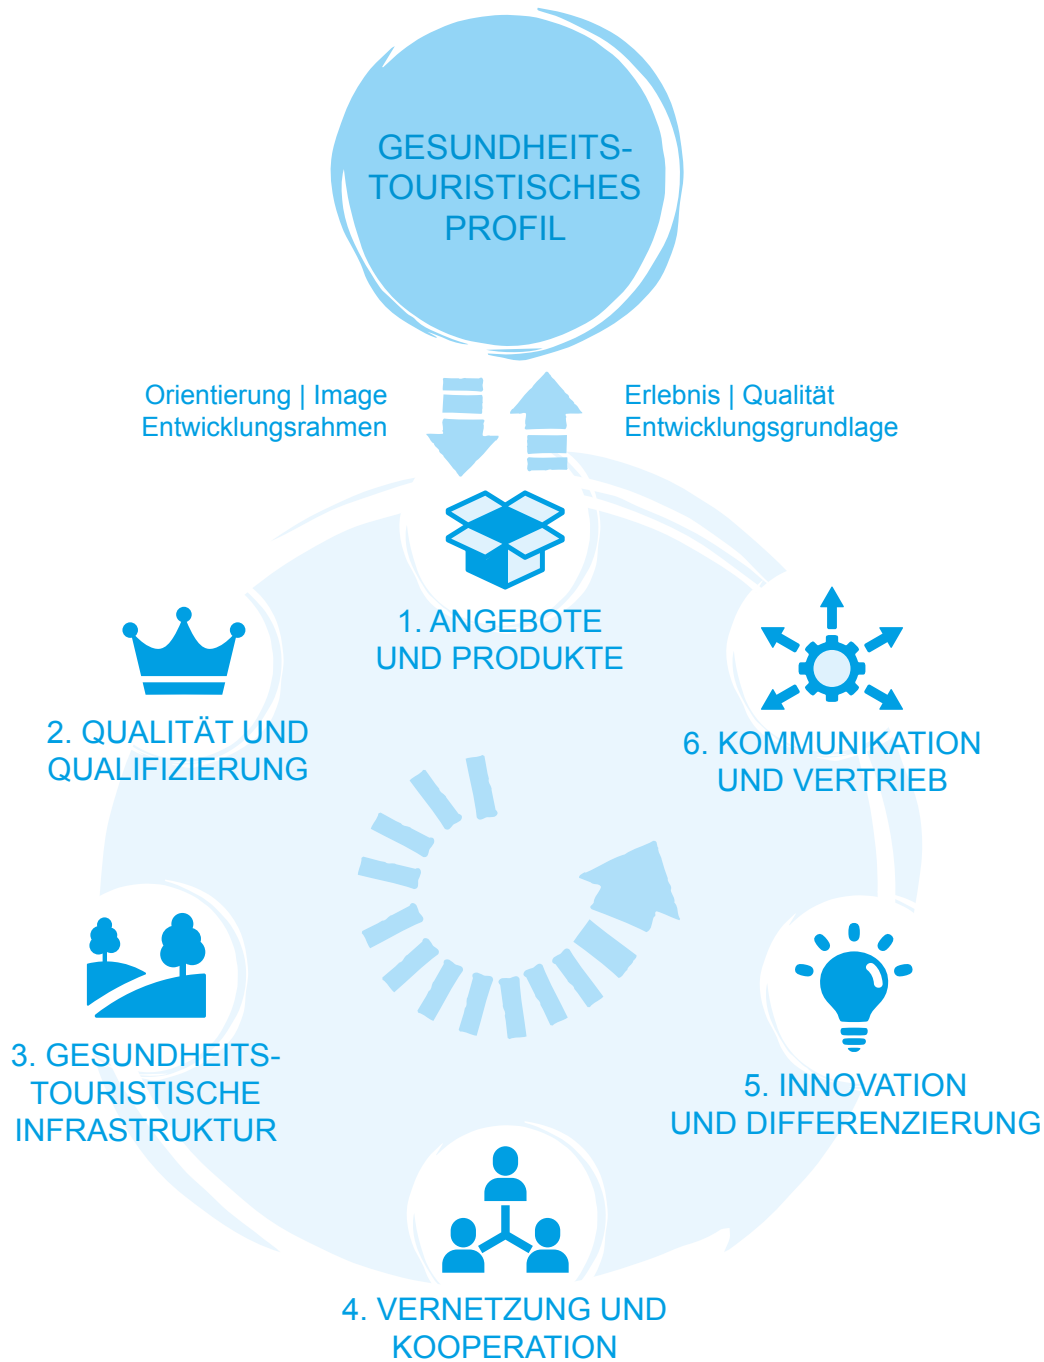 GESUNDHEITS-
TOURISTISCHES
PROFIL
Orientierung | Image
Entwicklungsrahmen
Erlebnis | Qualität
Entwicklungsgrundlage
1. ANGEBOTE
UND PRODUKTE
2. QUALITÄT UND
QUALIFIZIERUNG
3. GESUNDHEITS-
TOURISTISCHE
INFRASTRUKTUR
4. VERNETZUNG UND
KOOPERATION
5. INNOVATION
UND DIFFERENZIERUNG
6. KOMMUNIKATION
UND VERTRIEB